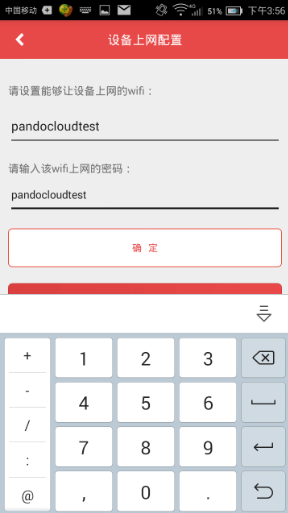 中国移动 4G 51% 下午3:56
设备上网配置
请设置能够让设备上网的wifi：
pandocloudtest
请输入该wifi上网的密码：
pandocloudtest
确 定
+ 1 2 3
- 4 5 6
/ 7 8 9
: , 0 .
@